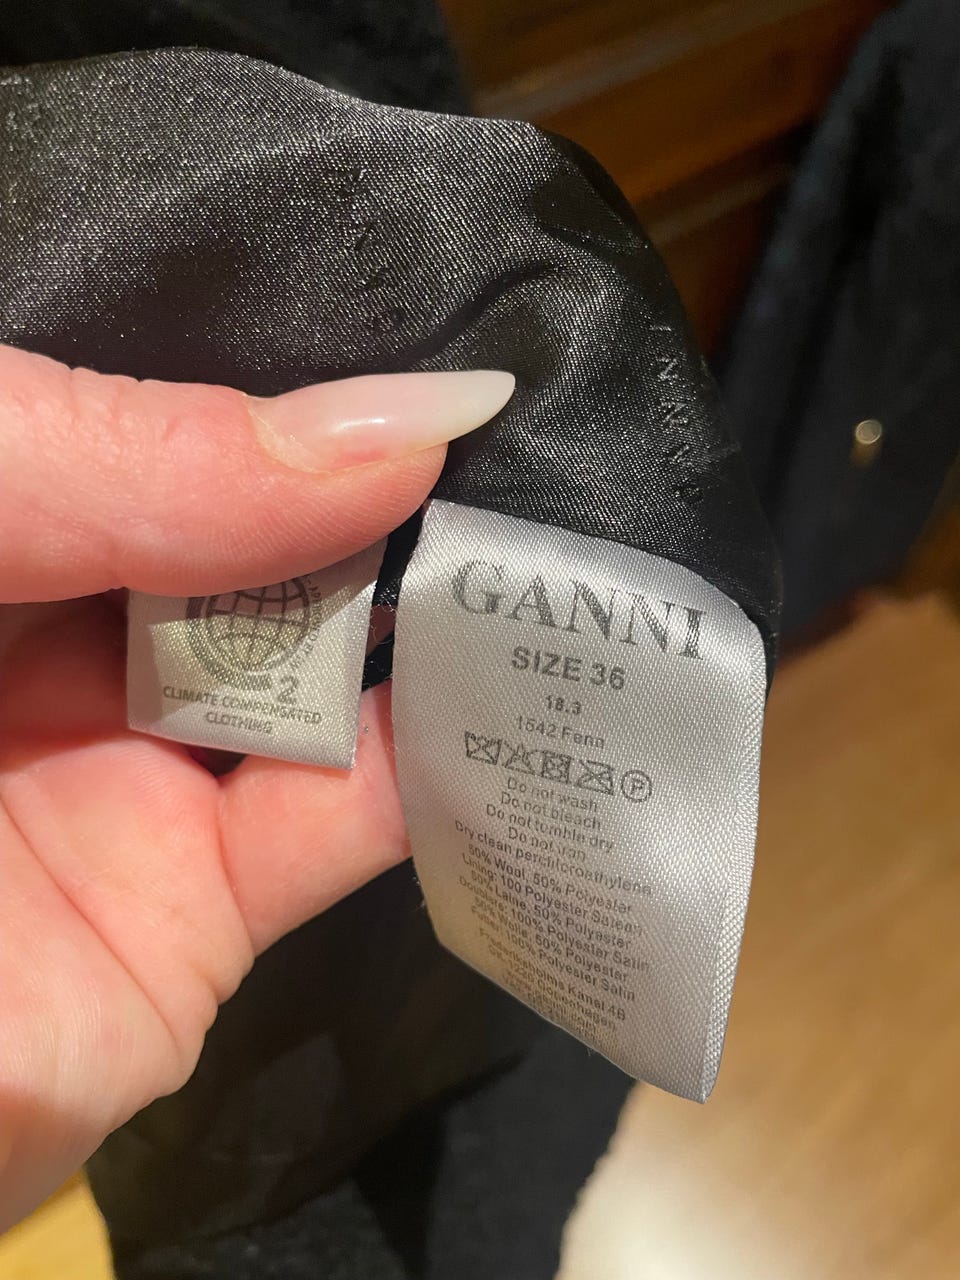 GANNI
SIZE 36
18.3
1542 Fenn
P
Do not wash
Do not bleach
Do not tumble dry
Do not iron
Dry clean perchloroethylene
50% Wool, 50% Polyester
Lining: 100 Polyester Sateen
50% Laine, 50% Polyester
Doublure: 100% Polyester Satin
50% Wolle, 50% Polyester
Futter: 100% Polyester Satin
Frederiksholms Kanal 4B
Copenhagen
2
CLIMATE COMPENSATED
CLOTHING